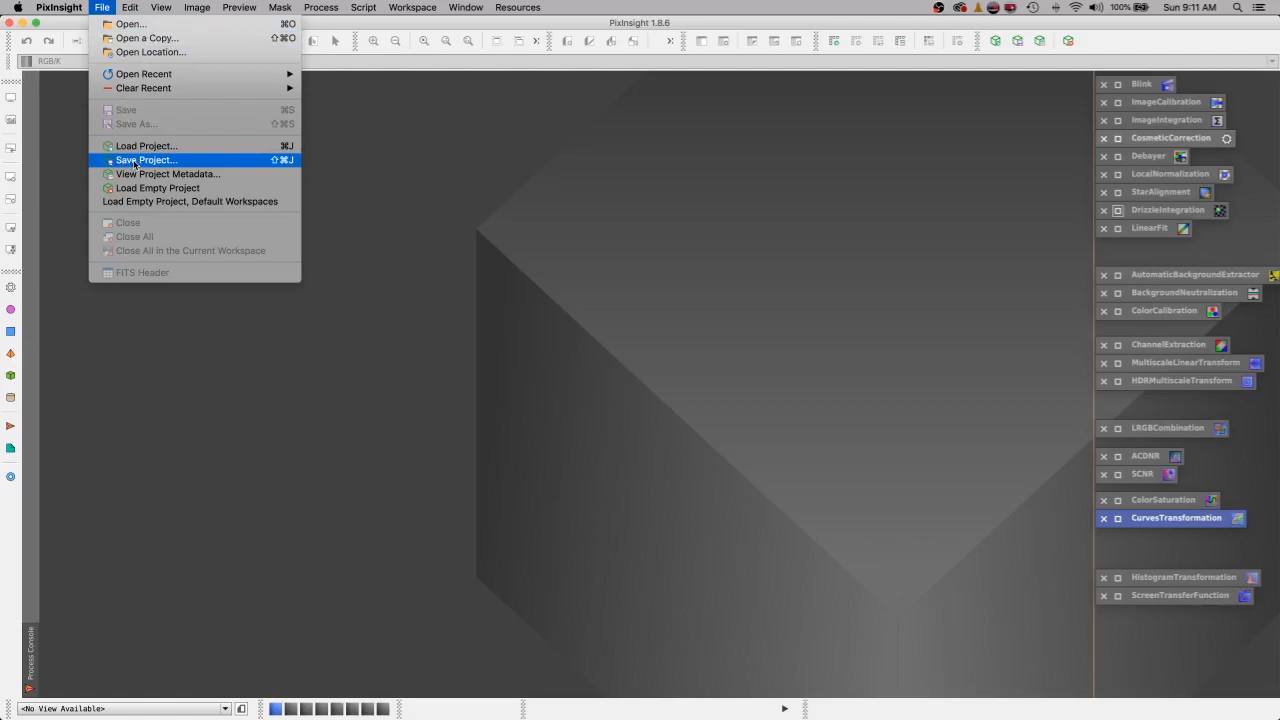 PixInsight File Edit View Image Preview Mask Process Script Workspace Window Resources 100% Sun 9:11 AM
PixInsight 1.8.6
Open... ⌘O
Open a Copy... ⇧⌘O
Open Location...
Open Recent
Clear Recent
Save ⌘S
Save As... ⇧⌘S
Load Project... ⌘J
Save Project... ⇧⌘J
View Project Metadata...
Load Empty Project
Load Empty Project, Default Workspaces
Close
Close All
Close All in the Current Workspace
FITS Header
RGB/K
Blink
ImageCalibration
ImageIntegration
CosmeticCorrection
Debayer
LocalNormalization
StarAlignment
DrizzleIntegration
LinearFit
AutomaticBackgroundExtractor
BackgroundNeutralization
ColorCalibration
ChannelExtraction
MultiscaleLinearTransform
HDRMultiscaleTransform
LRGBCombination
ACDNR
SCNR
ColorSaturation
CurvesTransformation
HistogramTransformation
ScreenTransferFunction
Process Console
<No View Available>